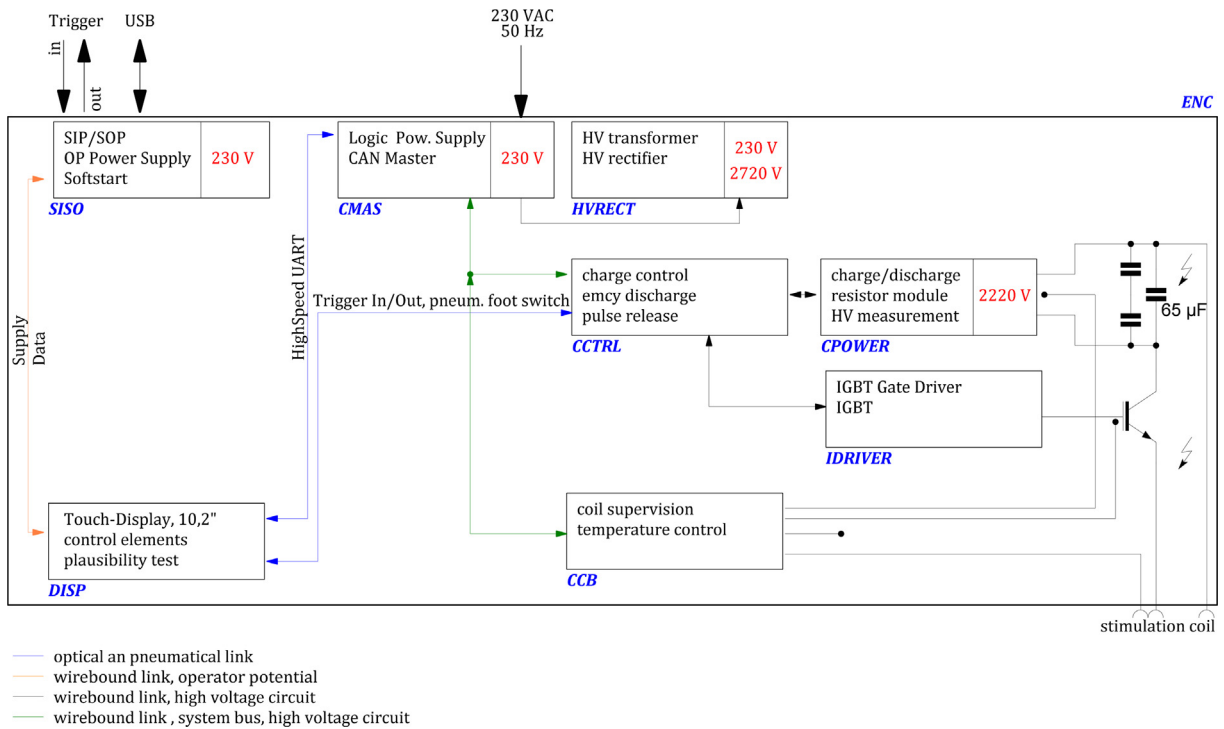 Trigger
USB
in
out
230 VAC
50 Hz
ENC
SIP/SOP
OP Power Supply
Softstart
230 V
SISO
Logic Pow. Supply
CAN Master
230 V
CMAS
HV transformer
HV rectifier
230 V
2720 V
HVRECT
HighSpeed UART
Trigger In/Out, pneum. foot switch
charge control
emcy discharge
pulse release
CCTRL
charge/discharge
resistor module
HV measurement
2220 V
CPOWER
65 µF
Supply
Data
IGBT Gate Driver
IGBT
IDRIVER
Touch-Display, 10,2"
control elements
plausibility test
DISP
coil supervision
temperature control
CCB
stimulation coil
optical an pneumatical link
wirebound link, operator potential
wirebound link, high voltage circuit
wirebound link , system bus, high voltage circuit